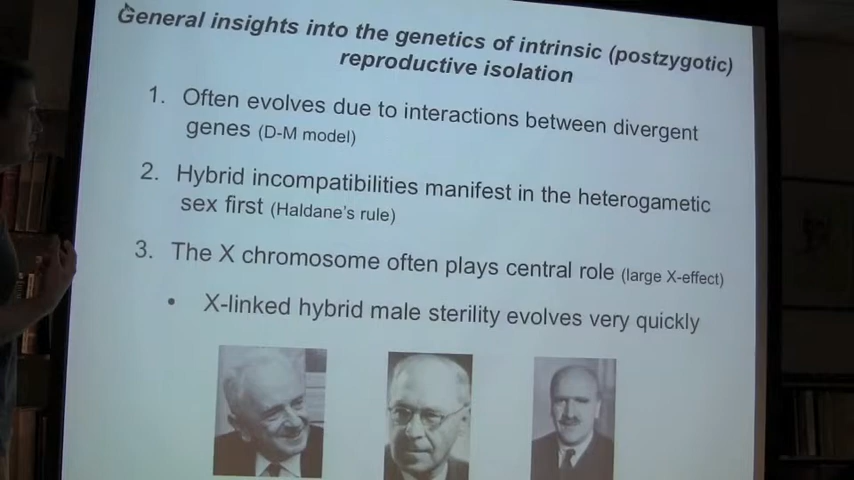 General insights into the genetics of intrinsic (postzygotic)
reproductive isolation
1. Often evolves due to interactions between divergent
genes (D-M model)
2. Hybrid incompatibilities manifest in the heterogametic
sex first (Haldane's rule)
3. The X chromosome often plays central role (large X-effect)
• X-linked hybrid male sterility evolves very quickly